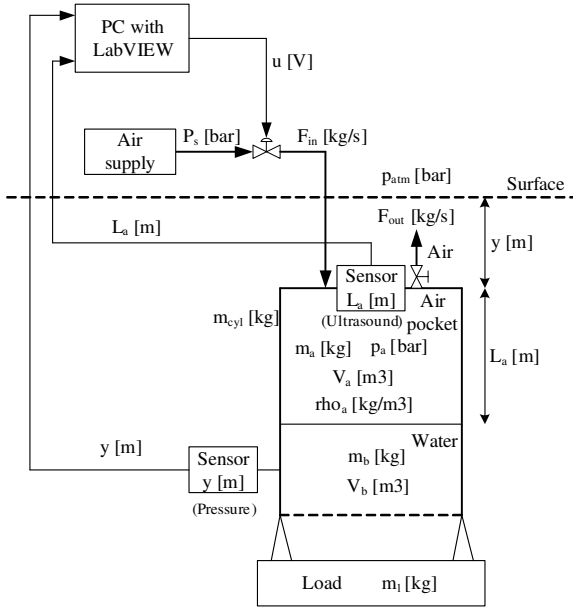 PC with
LabVIEW
u [V]
Air
supply
P_s [bar]
F_in [kg/s]
p_atm [bar]
Surface
L_a [m]
F_out [kg/s]
Air
y [m]
Sensor
L_a [m]
(Ultrasound)
Air
pocket
m_cyl [kg]
m_a [kg]
p_a [bar]
V_a [m3]
rho_a [kg/m3]
L_a [m]
Water
m_b [kg]
V_b [m3]
y [m]
Sensor
y [m]
(Pressure)
Load
m_l [kg]